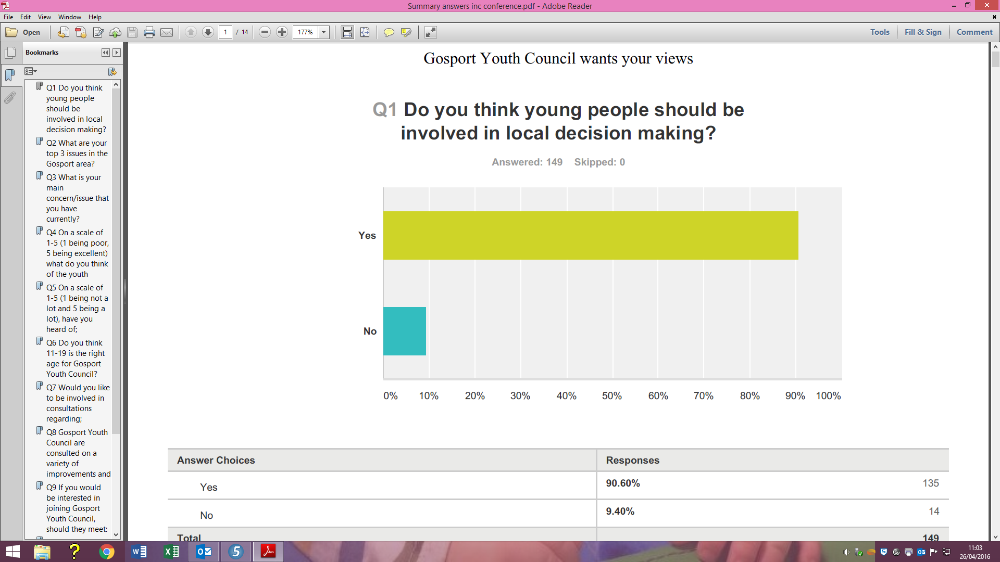 Summary answers inc conference.pdf - Adobe Reader
File Edit View Window Help
Open
1 / 14
177%
Tools Fill & Sign Comment
Bookmarks
Q1 Do you think
young people
should be
involved in local
decision making?
Q2 What are your
top 3 issues in the
Gosport area?
Q3 What is your
main
concern/issue that
you have
currently?
Q4 On a scale of
1-5 (1 being poor,
5 being excellent)
what do you think
of the youth
Q5 On a scale of
1-5 (1 being not a
lot and 5 being a
lot), have you
heard of;
Q6 Do you think
11-19 is the right
age for Gosport
Youth Council?
Q7 Would you like
to be involved in
consultations
regarding;
Q8 Gosport Youth
Council are
consulted on a
variety of
improvements and
Q9 If you would
be interested in
joining Gosport
Youth Council,
should they meet:
Gosport Youth Council wants your views
Q1 Do you think young people should be
involved in local decision making?
Answered: 149 Skipped: 0
Yes
No
0% 10% 20% 30% 40% 50% 60% 70% 80% 90% 100%
Answer Choices Responses
Yes 90.60% 135
No 9.40% 14
Total 149
11:03
26/04/2016